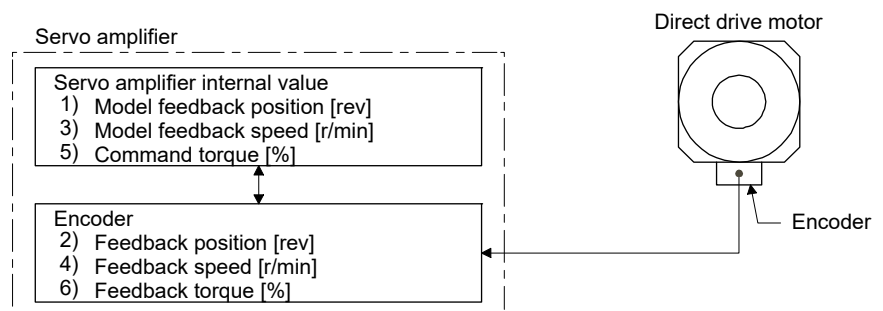 Direct drive motor
Servo amplifier
Servo amplifier internal value
1) Model feedback position [rev]
3) Model feedback speed [r/min]
5) Command torque [%]
Encoder
2) Feedback position [rev]
4) Feedback speed [r/min]
6) Feedback torque [%]
Encoder